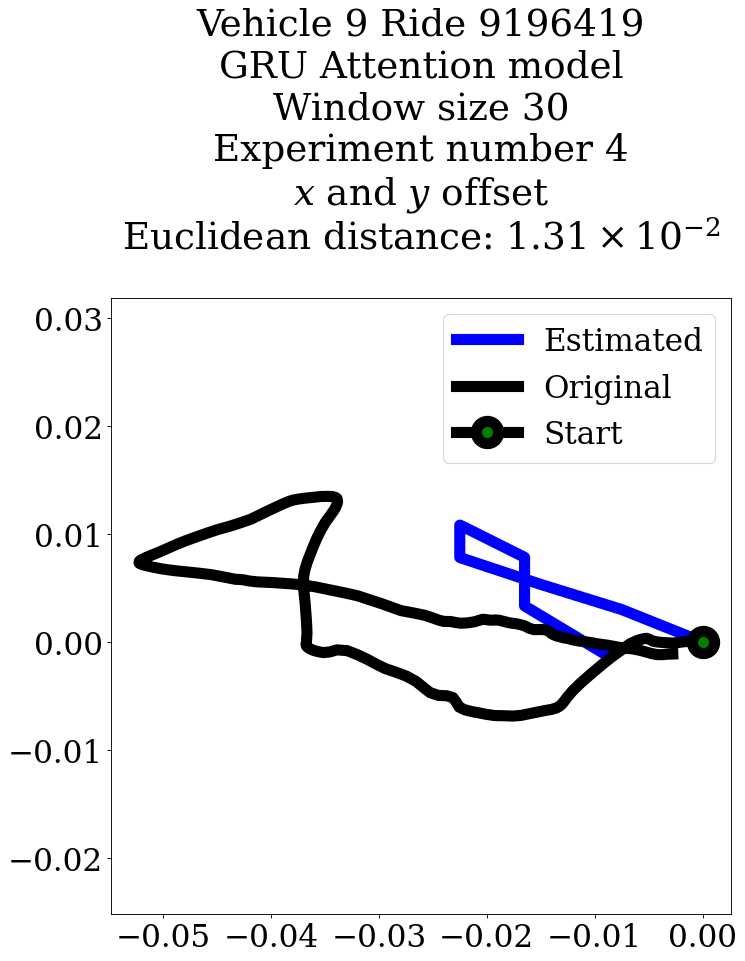 Vehicle 9 Ride 9196419
GRU Attention model
Window size 30
Experiment number 4
x and y offset
Euclidean distance: 1.31 × 10⁻²
Estimated
Original
Start
0.03
0.02
0.01
0.00
−0.01
−0.02
−0.05 −0.04 −0.03 −0.02 −0.01 0.00